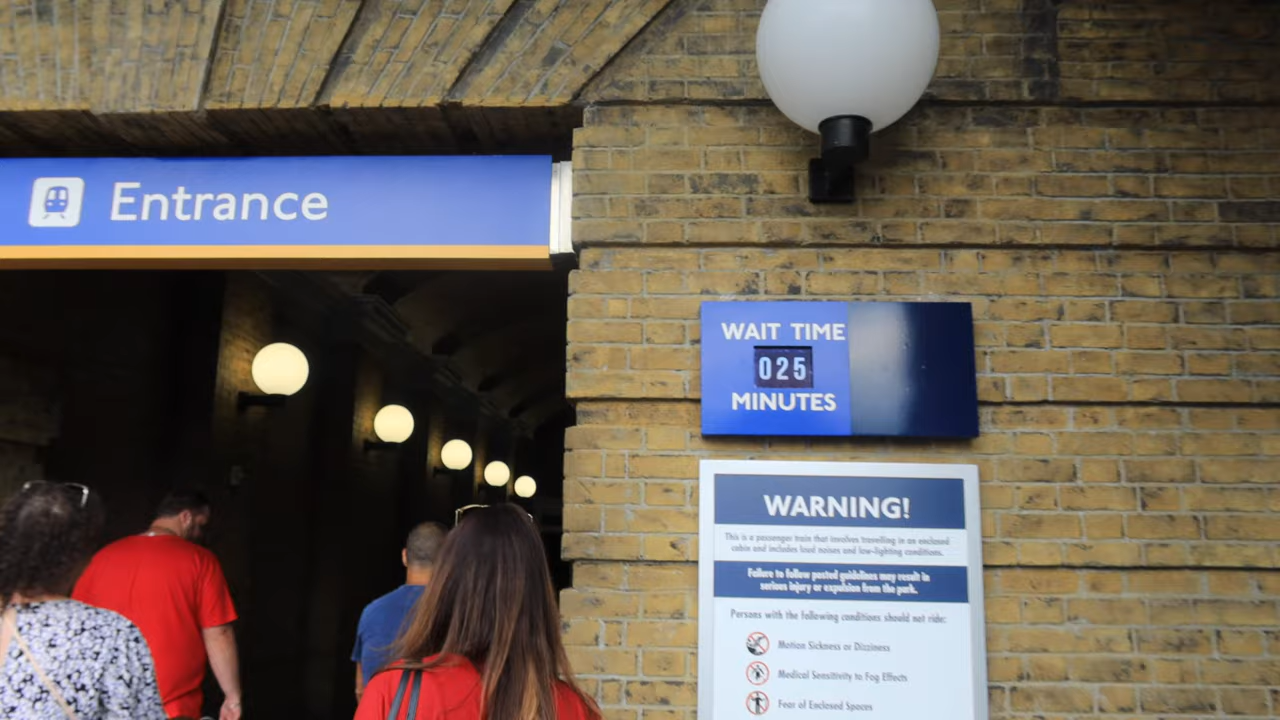 Entrance
WAIT TIME
025
MINUTES
WARNING!
This is a passenger train that involves travelling in an enclosed
cabin and includes loud noises and low-lighting conditions.
Failure to follow posted guidelines may result in
serious injury or expulsion from the park.
Persons with the following conditions should not ride:
Motion Sickness or Dizziness
Medical Sensitivity to Fog Effects
Fear of Enclosed Spaces